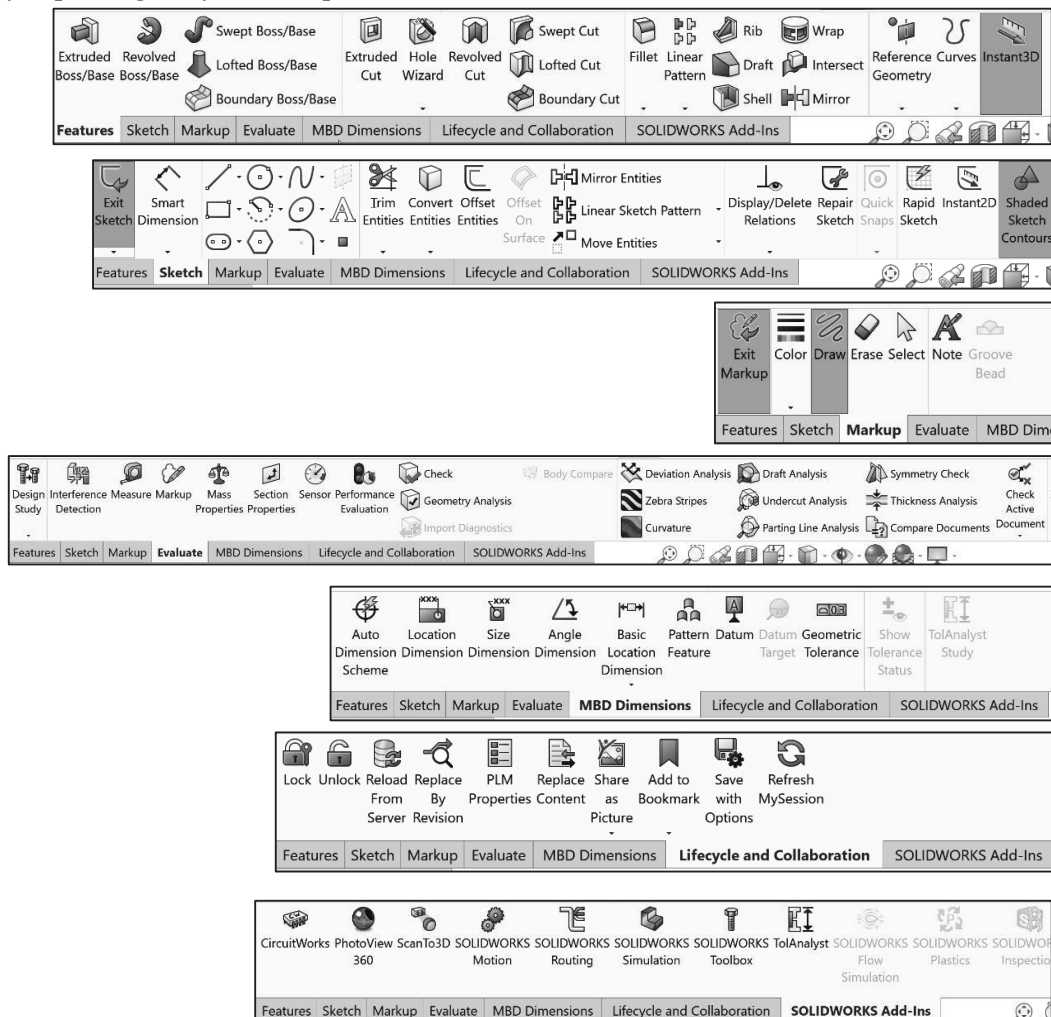 Swept Boss/Base Swept Cut Rib Wrap
Extruded Revolved Lofted Boss/Base Extruded Hole Revolved Lofted Cut Fillet Linear Draft Intersect Reference Curves Instant3D
Boss/Base Boss/Base Cut Wizard Cut Pattern Geometry
Boundary Boss/Base Boundary Cut Shell Mirror
Features Sketch Markup Evaluate MBD Dimensions Lifecycle and Collaboration SOLIDWORKS Add-Ins
Mirror Entities
Exit Smart Trim Convert Offset Offset Linear Sketch Pattern Display/Delete Repair Quick Rapid Instant2D Shaded
Sketch Dimension Entities Entities Entities On Relations Sketch Snaps Sketch Sketch
Surface Move Entities Contours
Features Sketch Markup Evaluate MBD Dimensions Lifecycle and Collaboration SOLIDWORKS Add-Ins
Exit Color Draw Erase Select Note Groove
Markup Bead
Features Sketch Markup Evaluate MBD Dim
Check Body Compare Deviation Analysis Draft Analysis Symmetry Check
Design Interference Measure Markup Mass Section Sensor Performance Geometry Analysis Zebra Stripes Undercut Analysis Thickness Analysis Check
Study Detection Properties Properties Evaluation Active
Import Diagnostics Curvature Parting Line Analysis Compare Documents Document
Features Sketch Markup Evaluate MBD Dimensions Lifecycle and Collaboration SOLIDWORKS Add-Ins
Auto Location Size Angle Basic Pattern Datum Datum Geometric Show TolAnalyst
Dimension Dimension Dimension Dimension Location Feature Target Tolerance Tolerance Study
Scheme Dimension Status
Features Sketch Markup Evaluate MBD Dimensions Lifecycle and Collaboration SOLIDWORKS Add-Ins
Lock Unlock Reload Replace PLM Replace Share Add to Save Refresh
From By Properties Content as Bookmark with MySession
Server Revision Picture Options
Features Sketch Markup Evaluate MBD Dimensions Lifecycle and Collaboration SOLIDWORKS Add-Ins
CircuitWorks PhotoView ScanTo3D SOLIDWORKS SOLIDWORKS SOLIDWORKS SOLIDWORKS TolAnalyst SOLIDWORKS SOLIDWORKS SOLIDWOR
360 Motion Routing Simulation Toolbox Flow Plastics Inspectio
Simulation
Features Sketch Markup Evaluate MBD Dimensions Lifecycle and Collaboration SOLIDWORKS Add-Ins